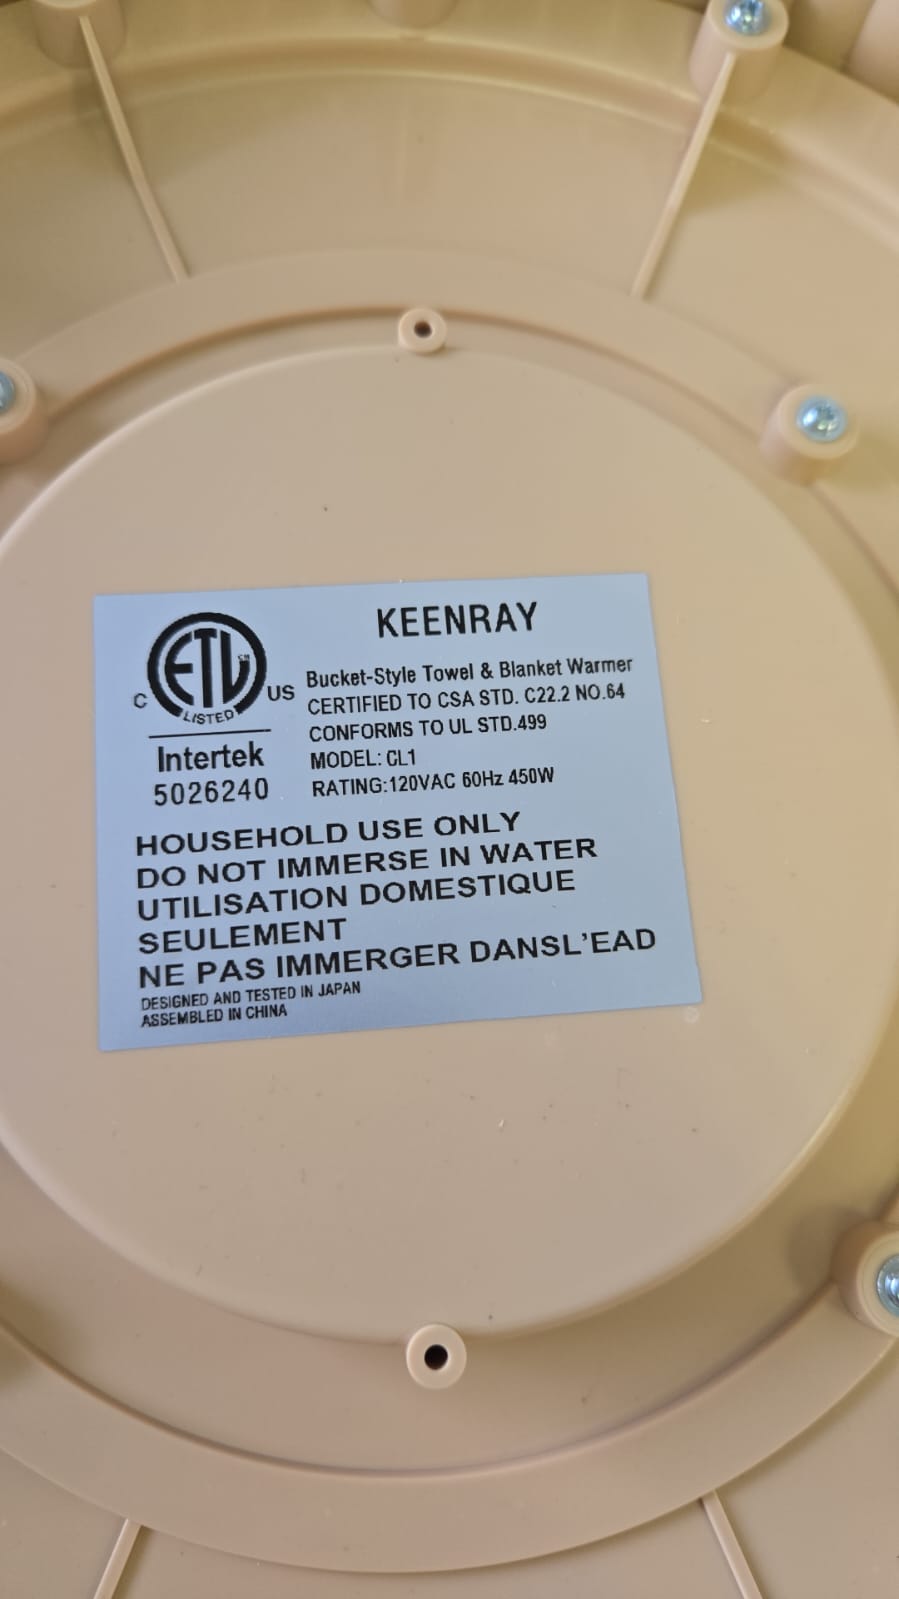 KEENRAY
C ETL CM US
LISTED
Intertek
5026240
Bucket-Style Towel & Blanket Warmer
CERTIFIED TO CSA STD. C22.2 NO.64
CONFORMS TO UL STD.499
MODEL: CL1
RATING:120VAC 60Hz 450W
HOUSEHOLD USE ONLY
DO NOT IMMERSE IN WATER
UTILISATION DOMESTIQUE
SEULEMENT
NE PAS IMMERGER DANSL'EAD
DESIGNED AND TESTED IN JAPAN
ASSEMBLED IN CHINA